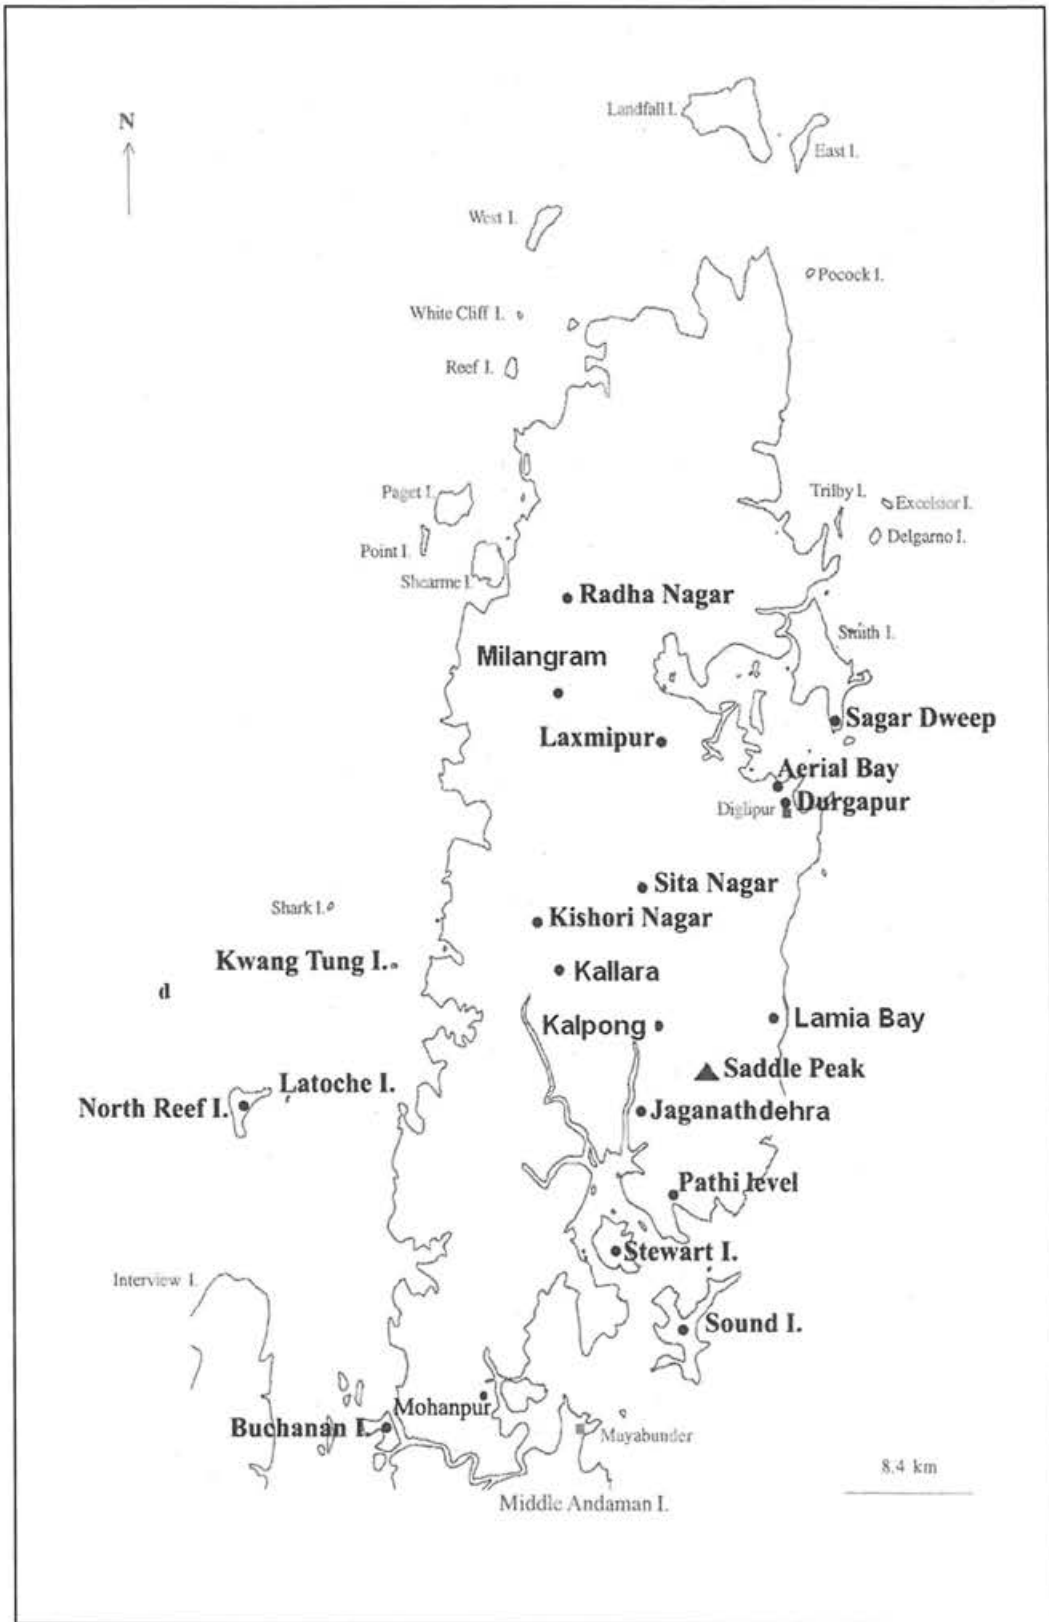 N
Landfall I.
East I.
West I.
Pocock I.
White Cliff I.
Reef I.
Paget I.
Trilby I.
Excelsior I.
Delgarno I.
Point I.
Shearme I.
Radha Nagar
Smith I.
Milangram
Sagar Dweep
Laxmipur
Aerial Bay
Durgapur
Diglipur
Sita Nagar
Shark I.
Kishori Nagar
Kwang Tung I.
Kallara
d
Lamia Bay
Kalpong
Saddle Peak
Latoche I.
North Reef I.
Jaganathdehra
Pathi level
Stewart I.
Interview I.
Sound I.
Mohanpur
Buchanan I.
Mayabunder
8.4 km
Middle Andaman I.